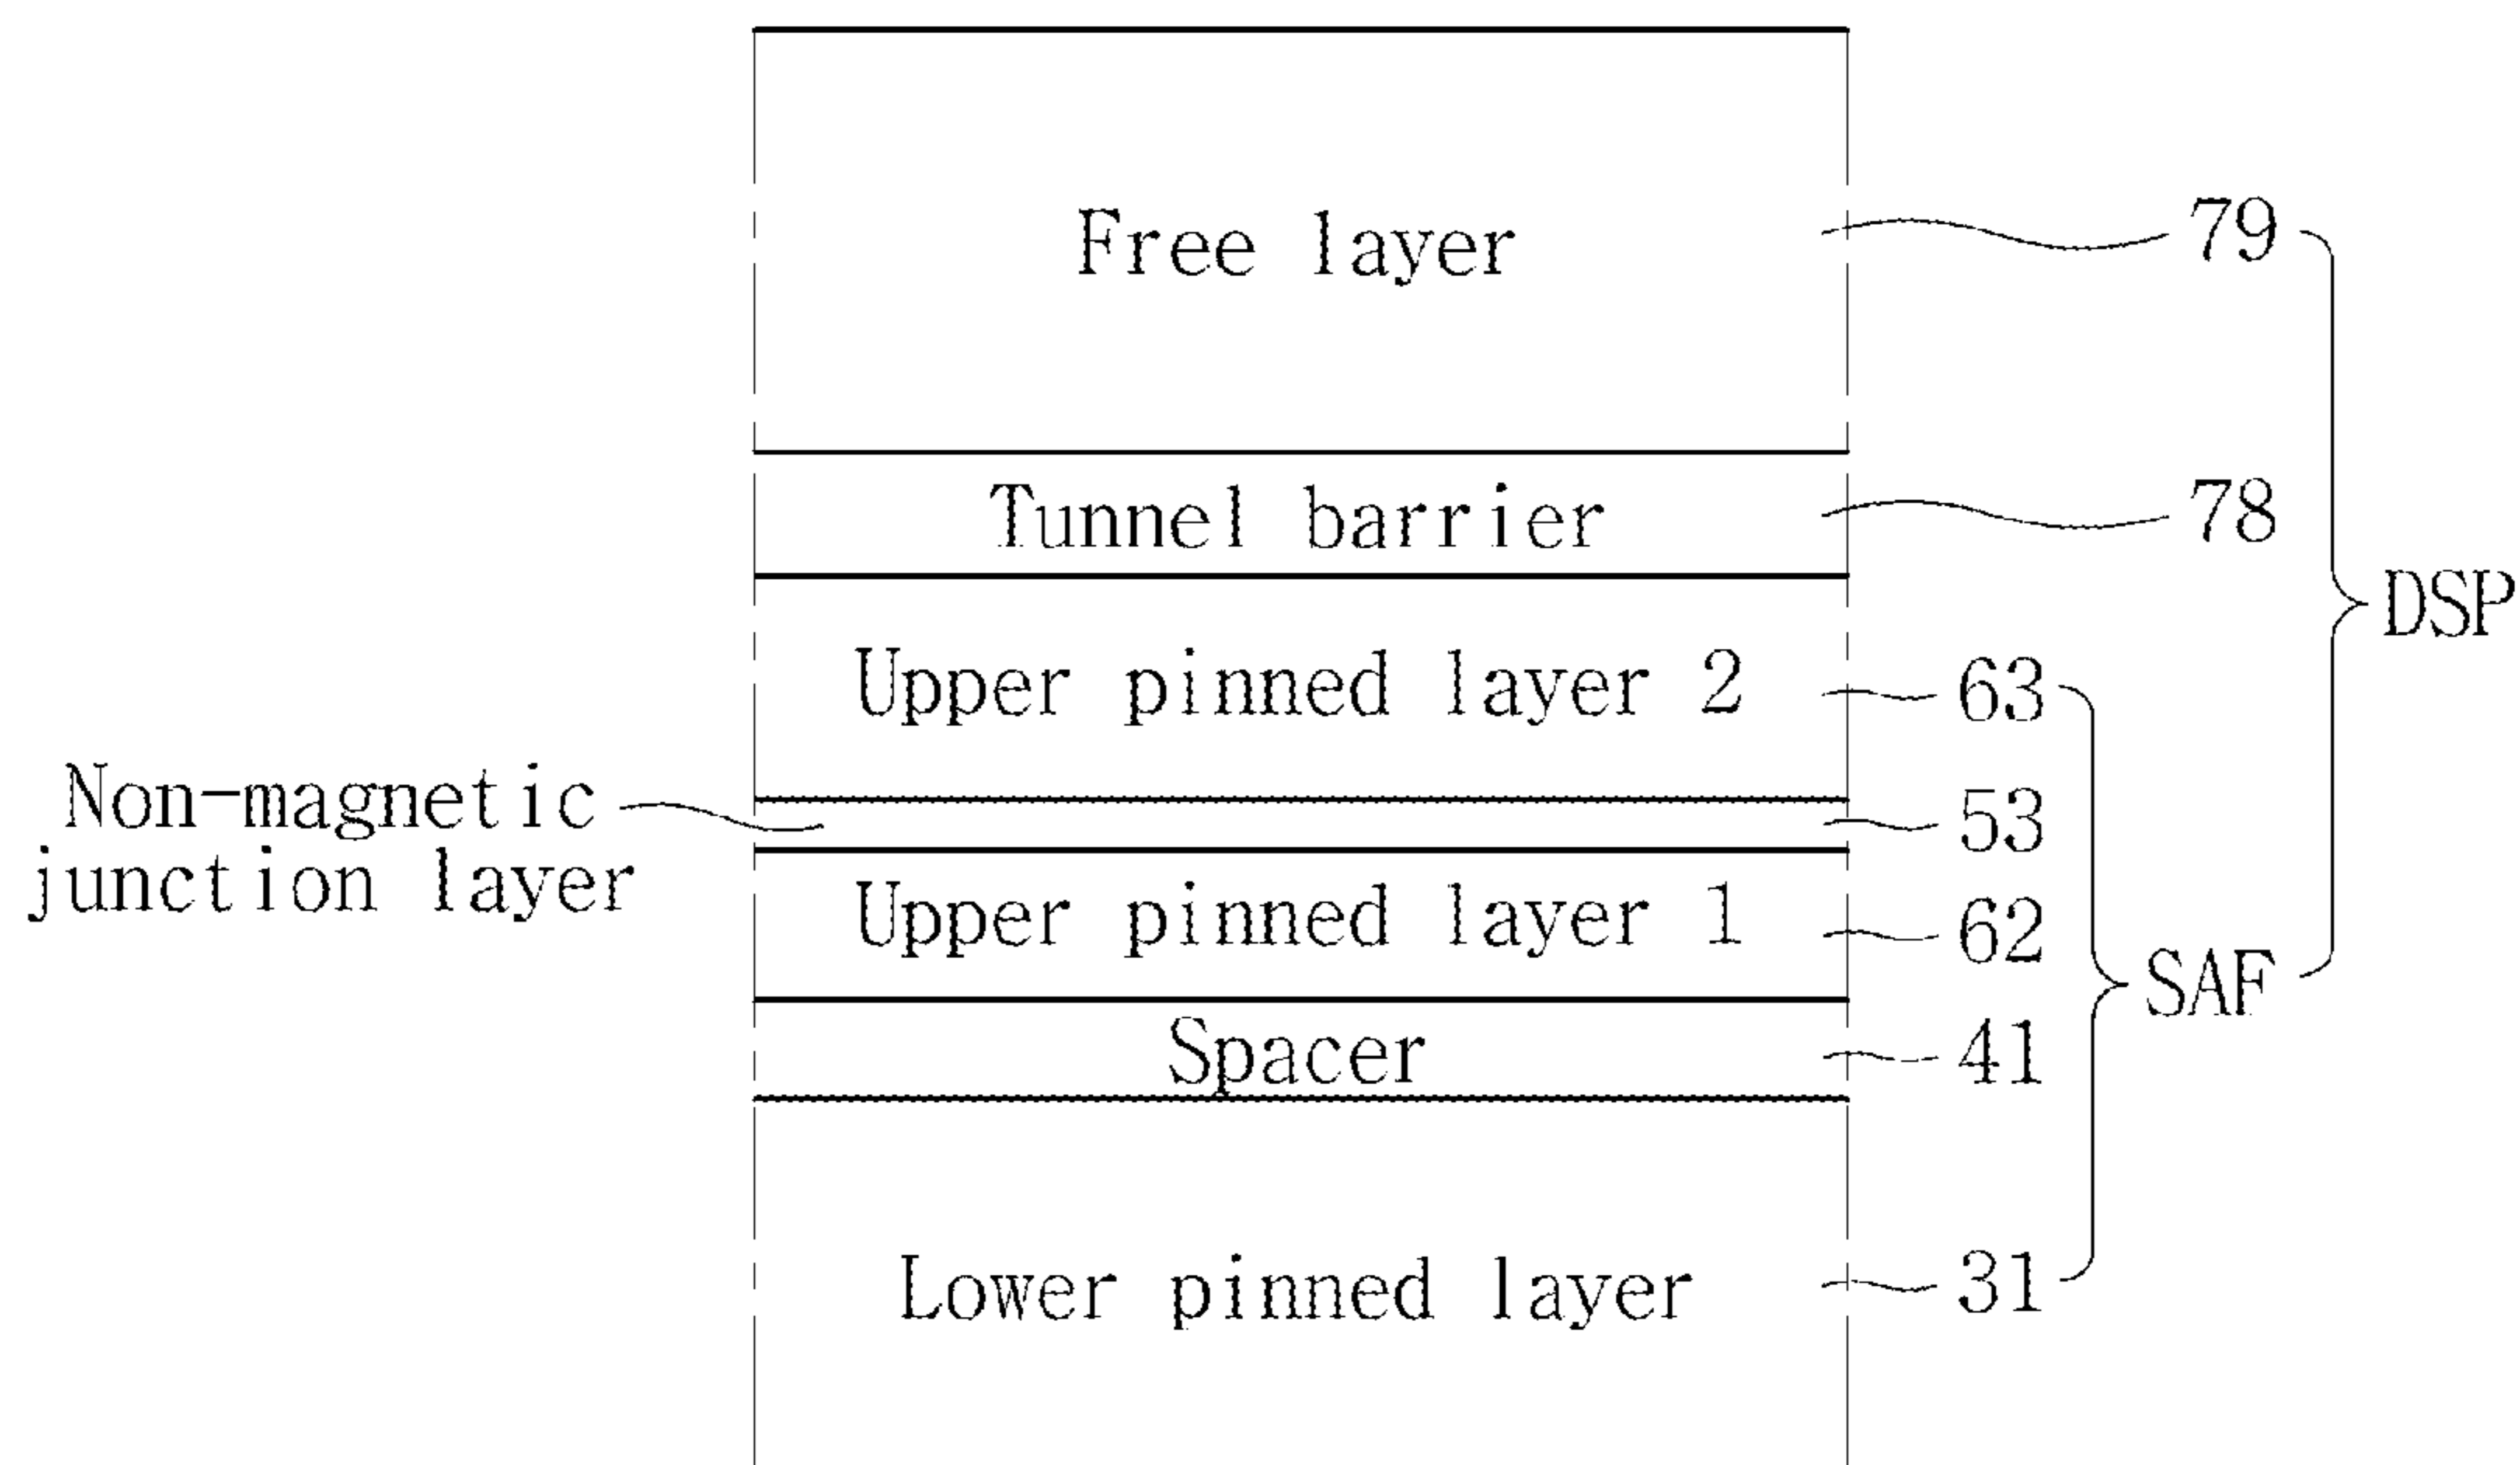 Free layer 79
Tunnel barrier 78
DSP
Upper pinned layer 2 63
Non-magnetic
junction layer
53
Upper pinned layer 1 62
SAF
Spacer 41
Lower pinned layer 31